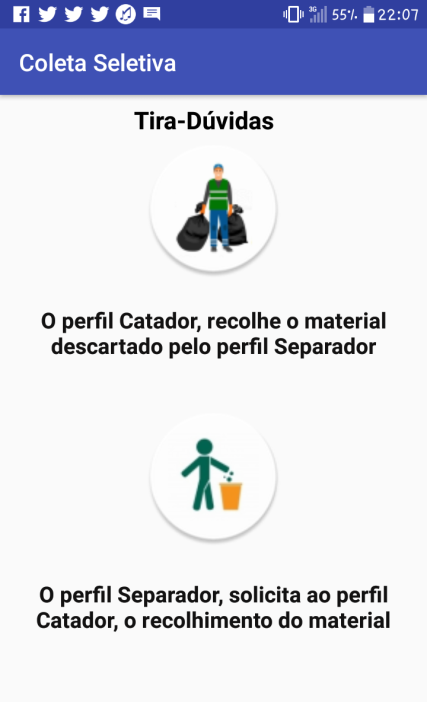 3G 55% 22:07
Coleta Seletiva
Tira-Dúvidas
O perfil Catador, recolhe o material
descartado pelo perfil Separador
O perfil Separador, solicita ao perfil
Catador, o recolhimento do material